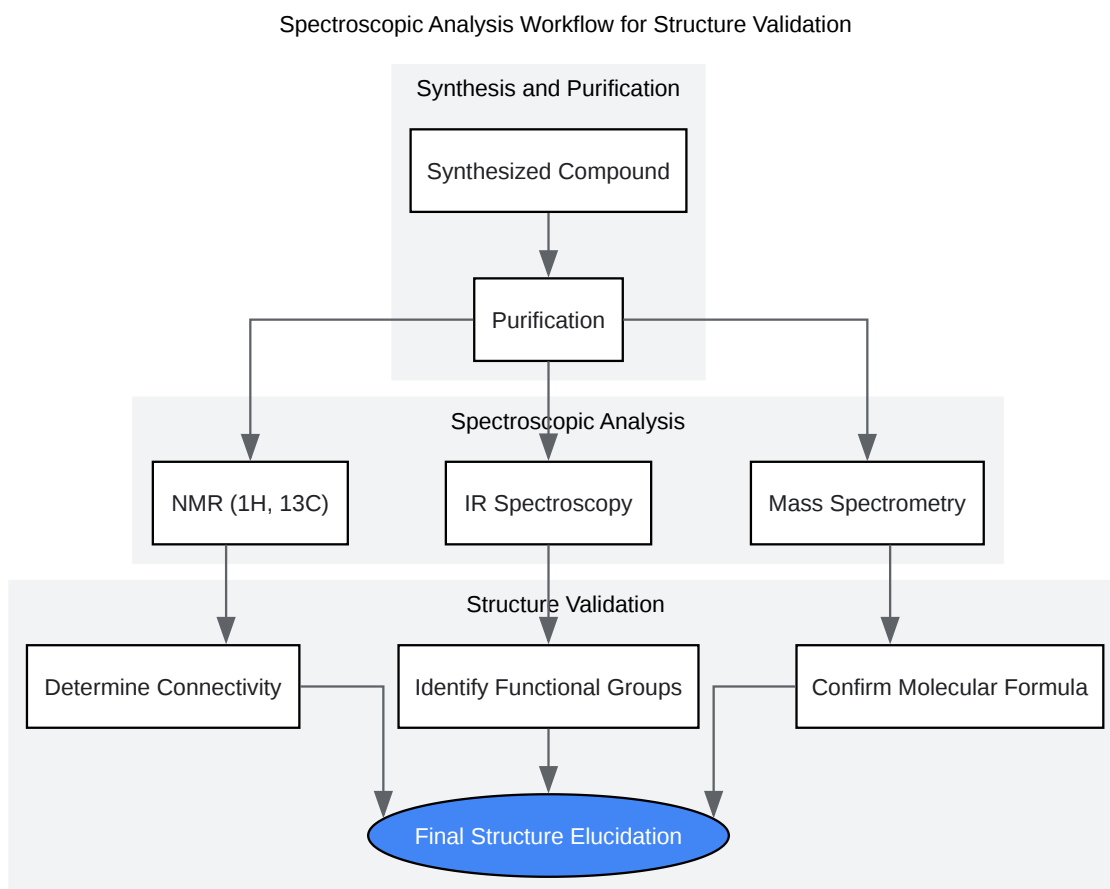 Spectroscopic Analysis Workflow for Structure Validation
Synthesis and Purification
Synthesized Compound
Purification
Spectroscopic Analysis
NMR (1H, 13C)
IR Spectroscopy
Mass Spectrometry
Structure Validation
Determine Connectivity
Identify Functional Groups
Confirm Molecular Formula
Final Structure Elucidation